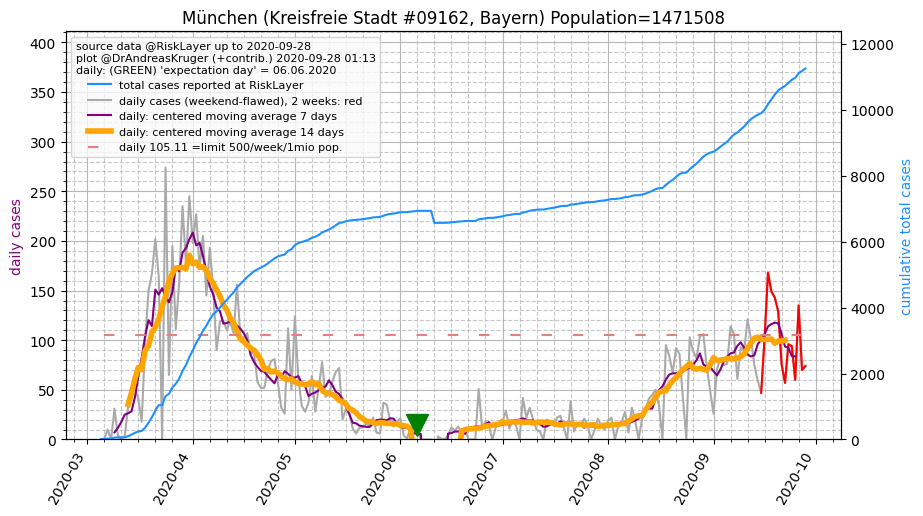 München (Kreisfreie Stadt #09162, Bayern) Population=1471508
source data @RiskLayer up to 2020-09-28
plot @DrAndreasKruger (+contrib.) 2020-09-28 01:13
daily: (GREEN) 'expectation day' = 06.06.2020
total cases reported at RiskLayer
daily cases (weekend-flawed), 2 weeks: red
daily: centered moving average 7 days
daily: centered moving average 14 days
daily 105.11 =limit 500/week/1mio pop.
daily cases
400
350
300
250
200
150
100
50
0
cumulative total cases
12000
10000
8000
6000
4000
2000
0
2020-03
2020-04
2020-05
2020-06
2020-07
2020-08
2020-09
2020-10